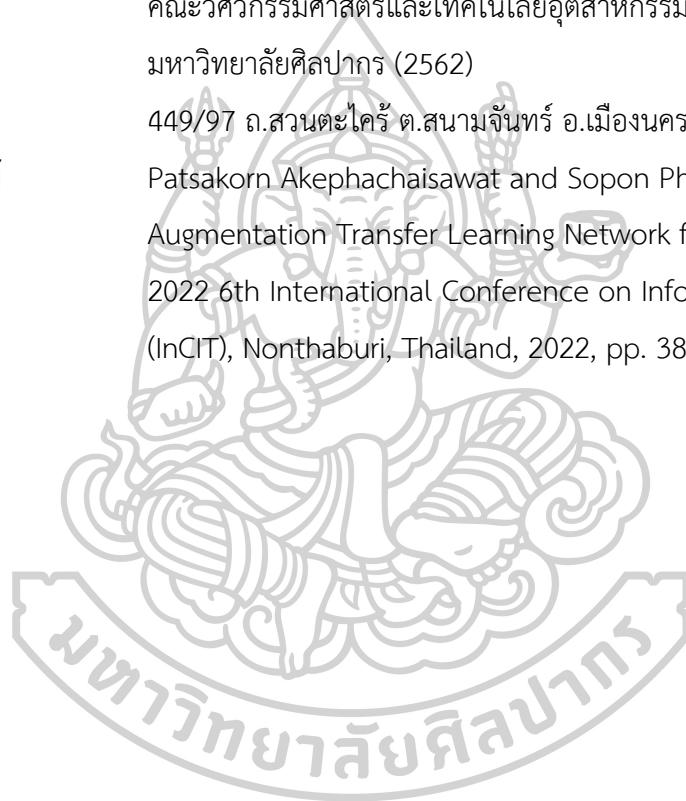 คณะวิศวกรรมศาสตร์และเทคโนโลยีอุตสาหกรรม
มหาวิทยาลัยศิลปากร (2562)
449/97 ถ.สวนตะไคร้ ต.สนามจันทร์ อ.เมืองนคร
Patsakorn Akephachaisawat and Sopon Ph
Augmentation Transfer Learning Network f
2022 6th International Conference on Info
(InCIT), Nonthaburi, Thailand, 2022, pp. 38
มหาวิทยาลัยศิลปากร